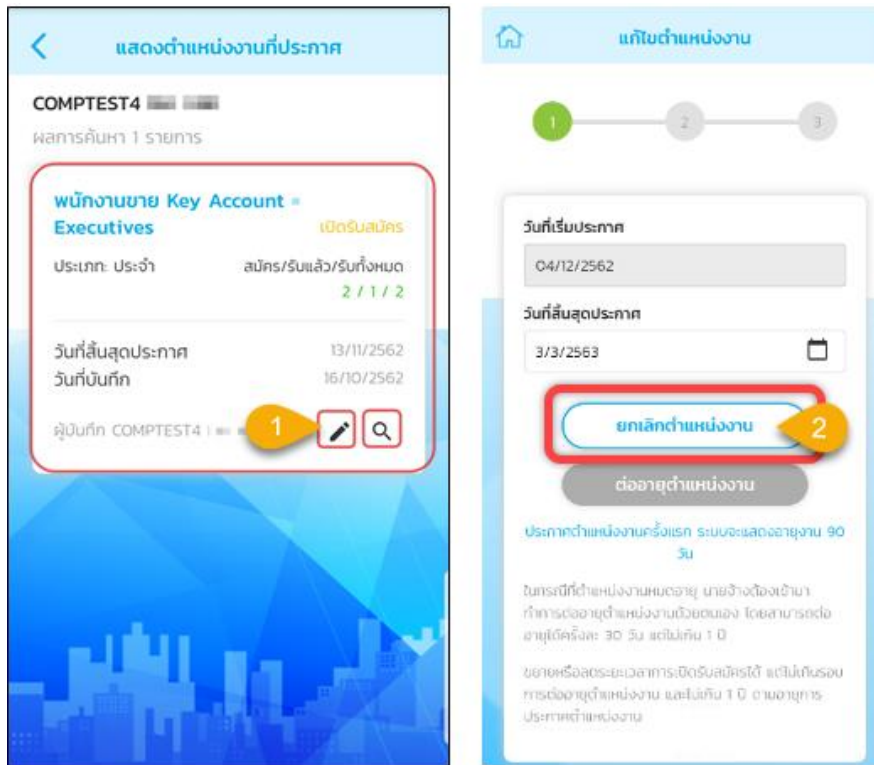 แสดงตำแหน่งงานที่ประกาศ
COMPTEST4
ผลการค้นหา 1 รายการ
พนักงานขาย Key Account
Executives
เปิดรับสมัคร
ประเภท: ประจำ
สมัคร/รับแล้ว/รับทั้งหมด
2 / 1 / 2
วันที่สิ้นสุดประกาศ
13/11/2562
วันที่บันทึก
16/10/2562
ผู้บันทึก COMPTEST4
1
แก้ไขตำแหน่งงาน
1
2
3
วันที่เริ่มประกาศ
04/12/2562
วันที่สิ้นสุดประกาศ
3/3/2563
ยกเลิกตำแหน่งงาน
2
ต่ออายุตำแหน่งงาน
ประกาศตำแหน่งงานครั้งแรก ระบบจะแสดงอายุงาน 90
วัน
ในกรณีที่ตำแหน่งงานหมดอายุ นายจ้างต้องเข้ามา
ทำการต่ออายุตำแหน่งงานด้วยตนเอง โดยสามารถต่อ
อายุได้ครั้งละ 30 วัน แต่ไม่เกิน 1 ปี
ขยายหรือลดระยะเวลาการเปิดรับสมัครได้ แต่ไม่เกินรอบ
การต่ออายุตำแหน่งงาน และไม่เกิน 1 ปี ตามอายุการ
ประกาศตำแหน่งงาน